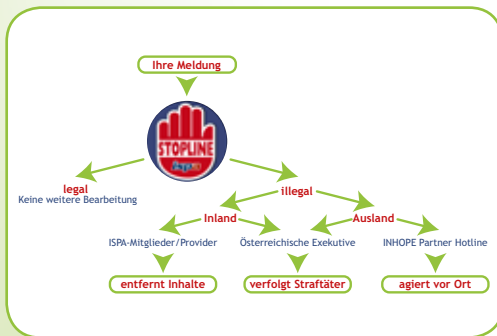 Ihre Meldung
STOPLINE
legal
Keine weitere Bearbeitung
illegal
Inland
Ausland
ISPA-Mitglieder/Provider
Österreichische Exekutive
INHOPE Partner Hotline
entfernt Inhalte
verfolgt Straftäter
agiert vor Ort